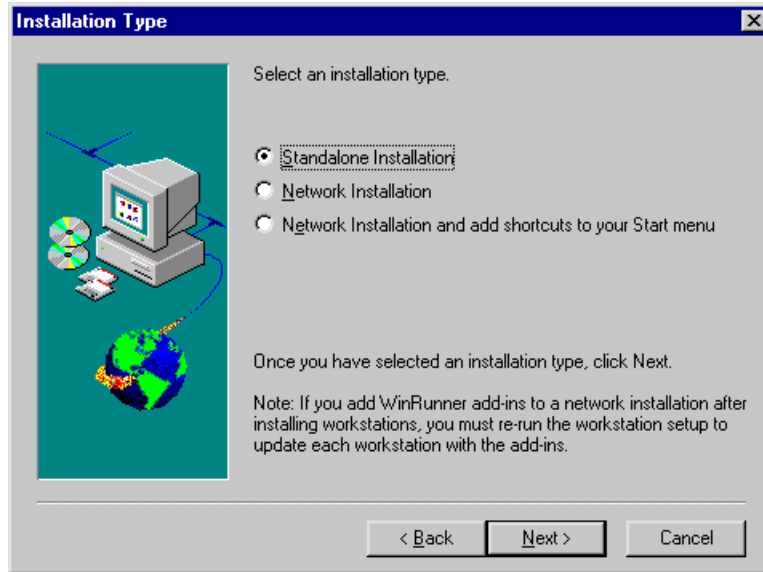 Installation Type
Select an installation type.
Standalone Installation
Network Installation
Network Installation and add shortcuts to your Start menu
Once you have selected an installation type, click Next.
Note: If you add WinRunner add-ins to a network installation after
installing workstations, you must re-run the workstation setup to
update each workstation with the add-ins.
< Back
Next >
Cancel